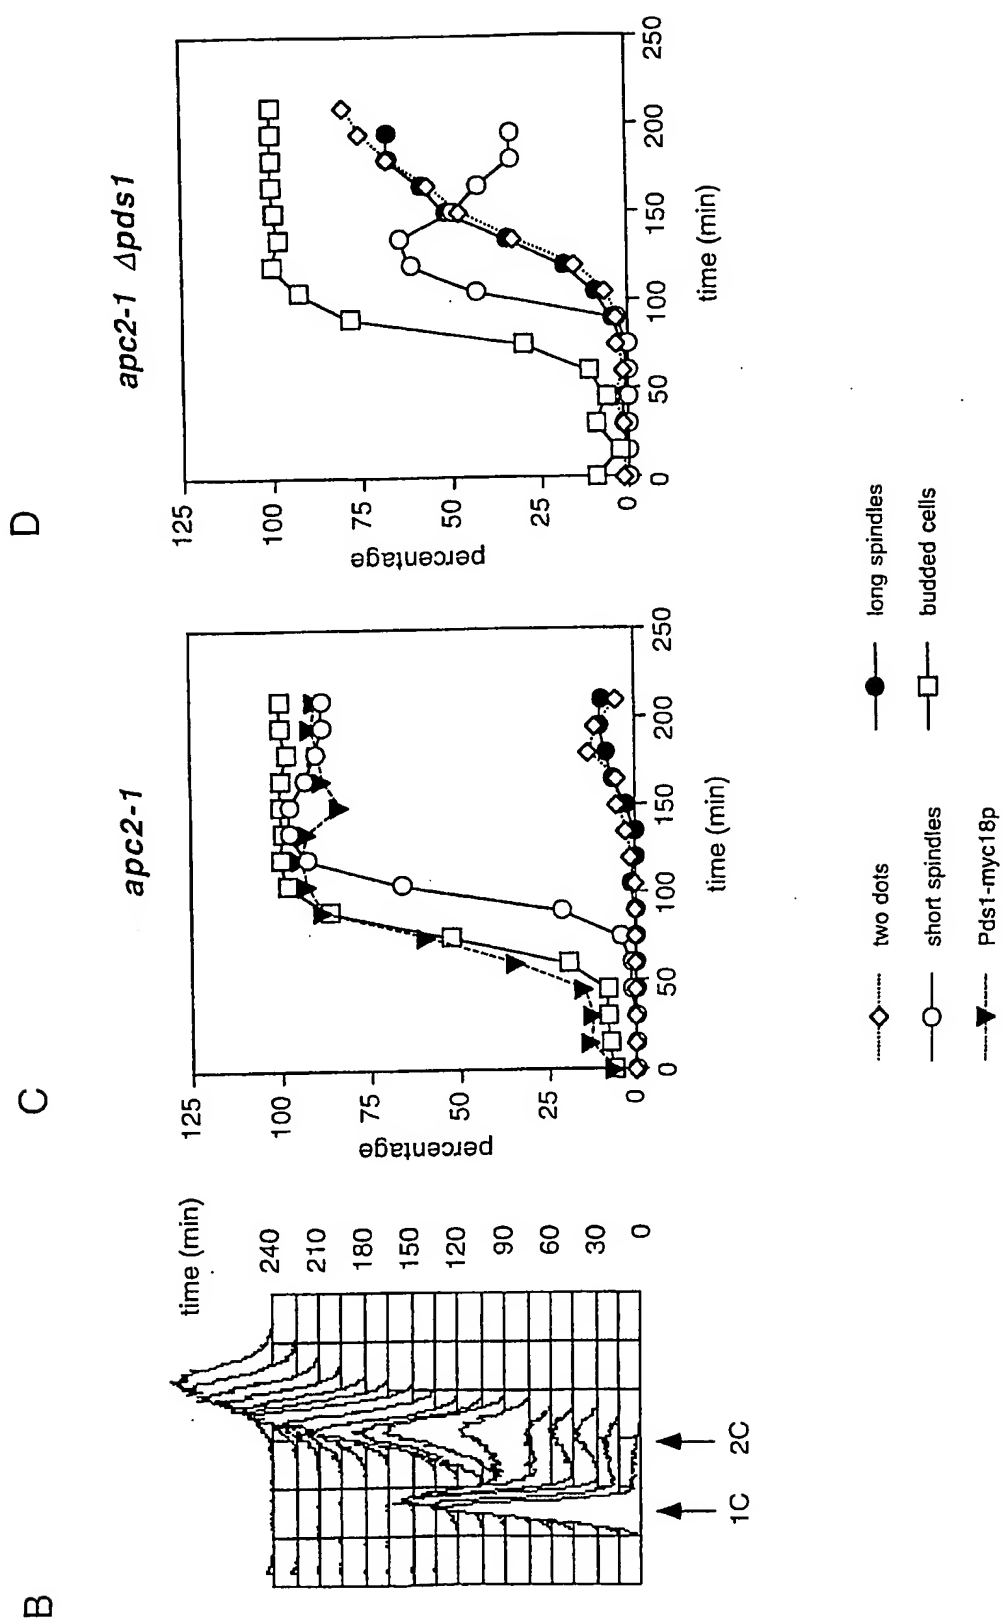 B
time (min)
240
210
180
150
120
90
60
30
0
1C
2C
C
apc2-1
percentage
125
100
75
50
25
0
0
50
100
150
200
250
time (min)
D
apc2-1 Δpds1
percentage
125
100
75
50
25
0
0
50
100
150
200
250
time (min)
two dots
long spindles
short spindles
budded cells
Pds1-myc18p